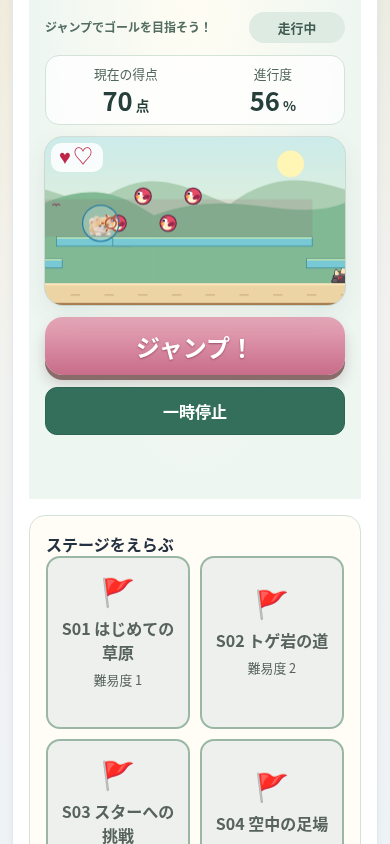 ジャンプでゴールを目指そう！
走行中
現在の得点
進行度
70点
56%
ジャンプ！
一時停止
ステージをえらぶ
S01 はじめての
草原
難易度 1
S02 トゲ岩の道
難易度 2
S03 スターへの
挑戦
S04 空中の足場